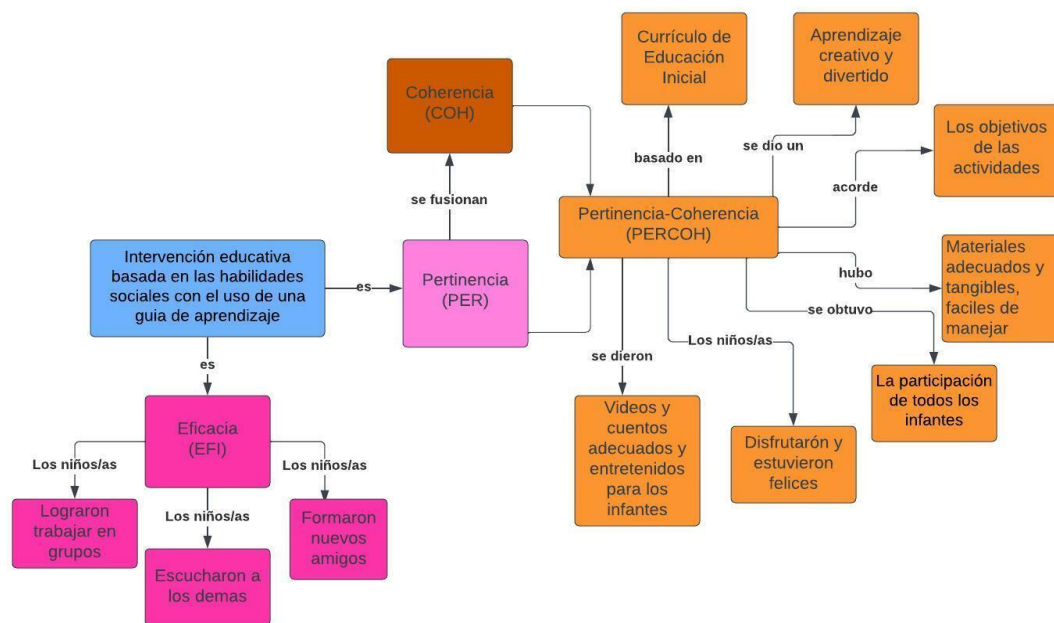 Currículo de
Educación
Inicial
Aprendizaje
creativo y
divertido
Coherencia
(COH)
Los objetivos
de las
actividades
basado en
se dio un
acorde
se fusionan
Pertinencia-Coherencia
(PERCOH)
Intervención educativa
basada en las habilidades
sociales con el uso de una
guia de aprendizaje
es
Pertinencia
(PER)
hubo
Materiales
adecuados y
tangibles,
faciles de
manejar
se obtuvo
es
se dieron
Los niños/as
La participación
de todos los
infantes
Eficacia
(EFI)
Videos y
cuentos
adecuados y
entretenidos
para los
infantes
Disfrutarón y
estuvieron
felices
Los niños/as
Los niños/as
Los niños/as
Lograron
trabajar en
grupos
Formaron
nuevos
amigos
Escucharon a
los demas